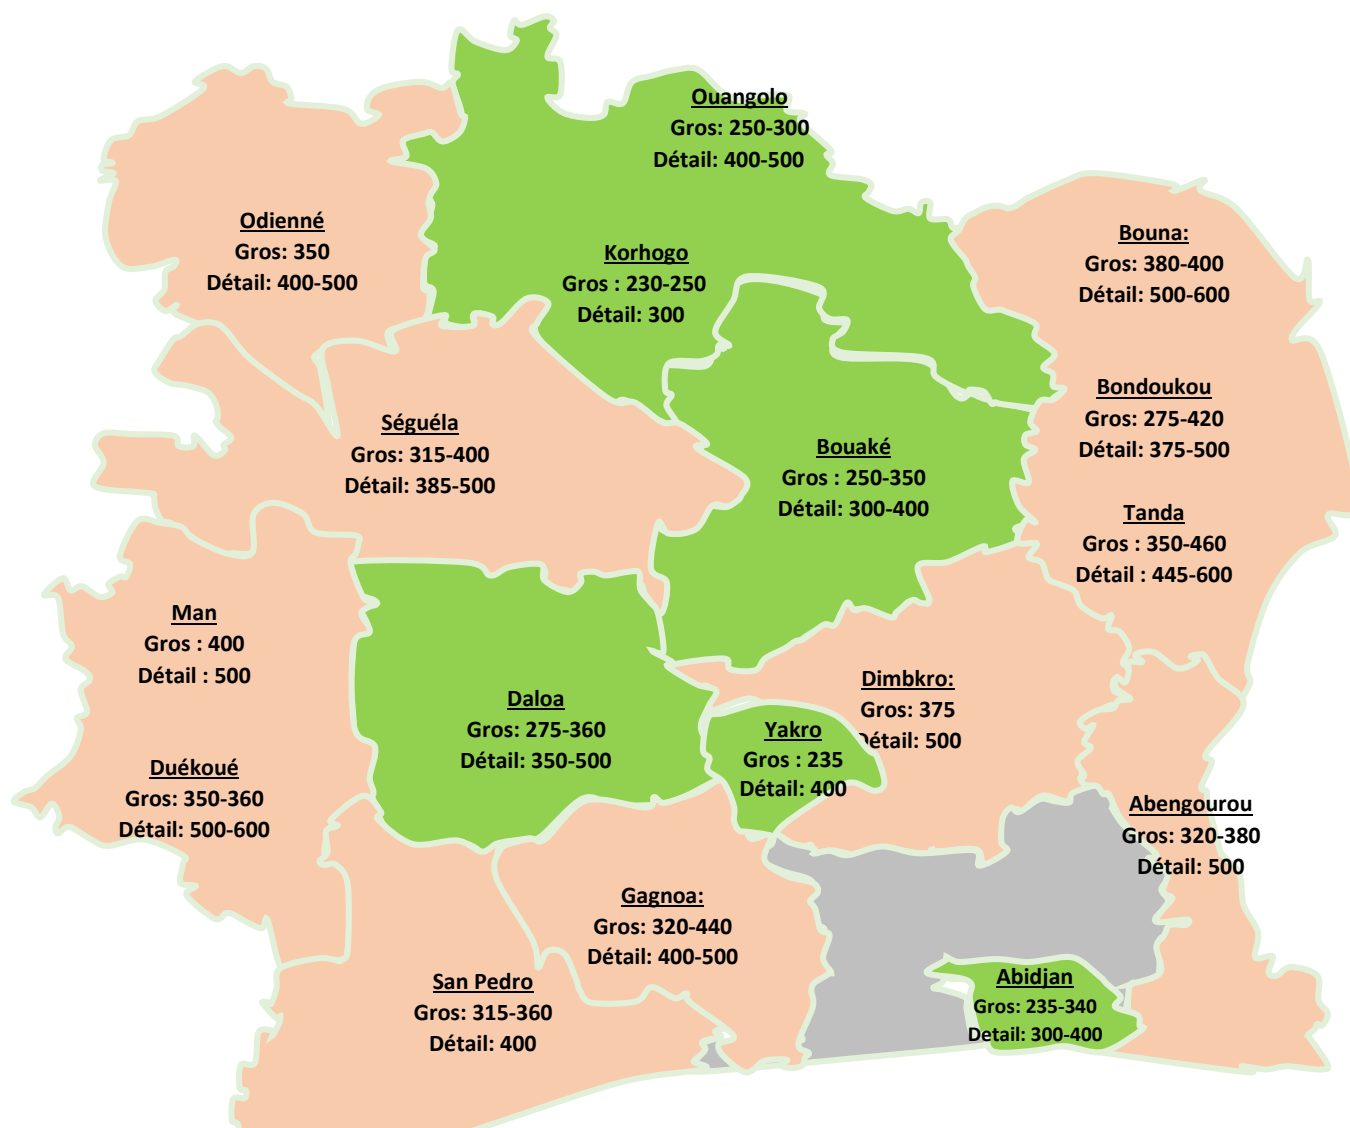 Ouangolo
Gros: 250-300
Détail: 400-500
Odienné
Gros: 350
Détail: 400-500
Korhogo
Gros : 230-250
Détail: 300
Bouna:
Gros: 380-400
Détail: 500-600
Bondoukou
Gros: 275-420
Détail: 375-500
Séguéla
Gros: 315-400
Détail: 385-500
Bouaké
Gros : 250-350
Détail: 300-400
Tanda
Gros : 350-460
Détail : 445-600
Man
Gros : 400
Détail : 500
Dimbkro:
Gros: 375
Détail: 500
Daloa
Gros: 275-360
Détail: 350-500
Yakro
Gros : 235
Détail: 400
Duékoué
Gros: 350-360
Détail: 500-600
Abengourou
Gros: 320-380
Détail: 500
Gagnoa:
Gros: 320-440
Détail: 400-500
San Pedro
Gros: 315-360
Détail: 400
Abidjan
Gros: 235-340
Detail: 300-400